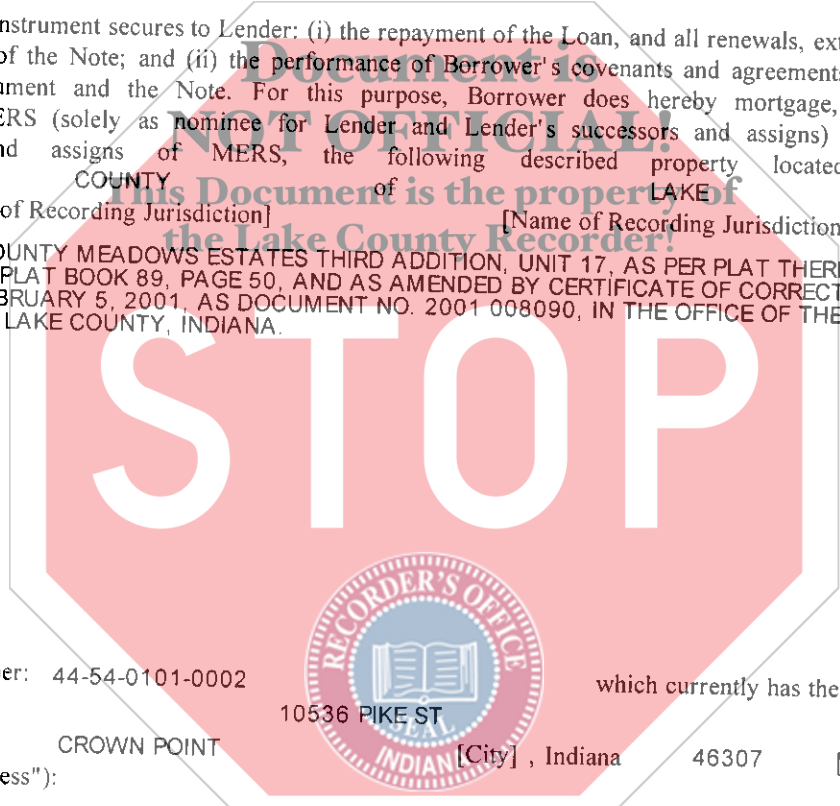 nstrument secures to Lender: (i) the repayment of the Loan, and all renewals, ext
of the Note; and (ii) the performance of Borrower's covenants and agreement
ment and the Note. For this purpose, Borrower does hereby mortgage,
ERS (solely as nominee for Lender and Lender's successors and assigns)
nd assigns of MERS, the following described property located
COUNTY of LAKE
of Recording Jurisdiction] [Name of Recording Jurisdiction
OUNTY MEADOWS ESTATES THIRD ADDITION, UNIT 17, AS PER PLAT THER
PLAT BOOK 89, PAGE 50, AND AS AMENDED BY CERTIFICATE OF CORRECT
BRUARY 5, 2001, AS DOCUMENT NO. 2001 008090, IN THE OFFICE OF THE
LAKE COUNTY, INDIANA.
Document is
NOT OFFICIAL!
This Document is the property of
the Lake County Recorder!
STOP
RECORDER'S OFFICE
SEAL
INDIANA
er: 44-54-0101-0002 which currently has the
10536 PIKE ST
CROWN POINT [City] , Indiana 46307 [
ess"):